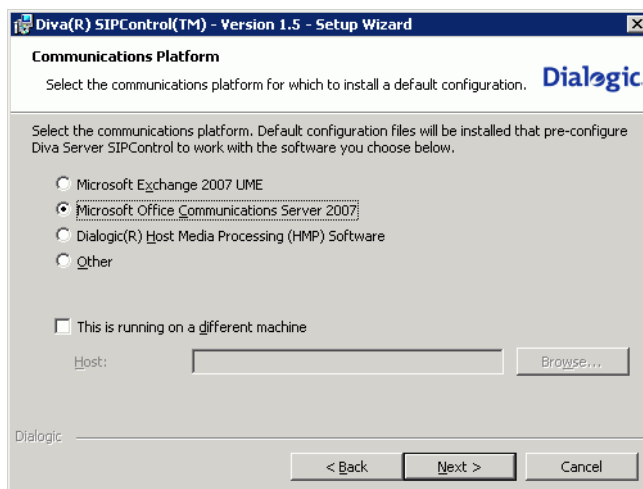 Diva(R) SIPControl(TM) - Version 1.5 - Setup Wizard
Communications Platform
Select the communications platform for which to install a default configuration.
Dialogic
Select the communications platform. Default configuration files will be installed that pre-configure
Diva Server SIPControl to work with the software you choose below.
Microsoft Exchange 2007 UME
Microsoft Office Communications Server 2007
Dialogic(R) Host Media Processing (HMP) Software
Other
This is running on a different machine
Host:
Browse...
Dialogic
< Back
Next >
Cancel